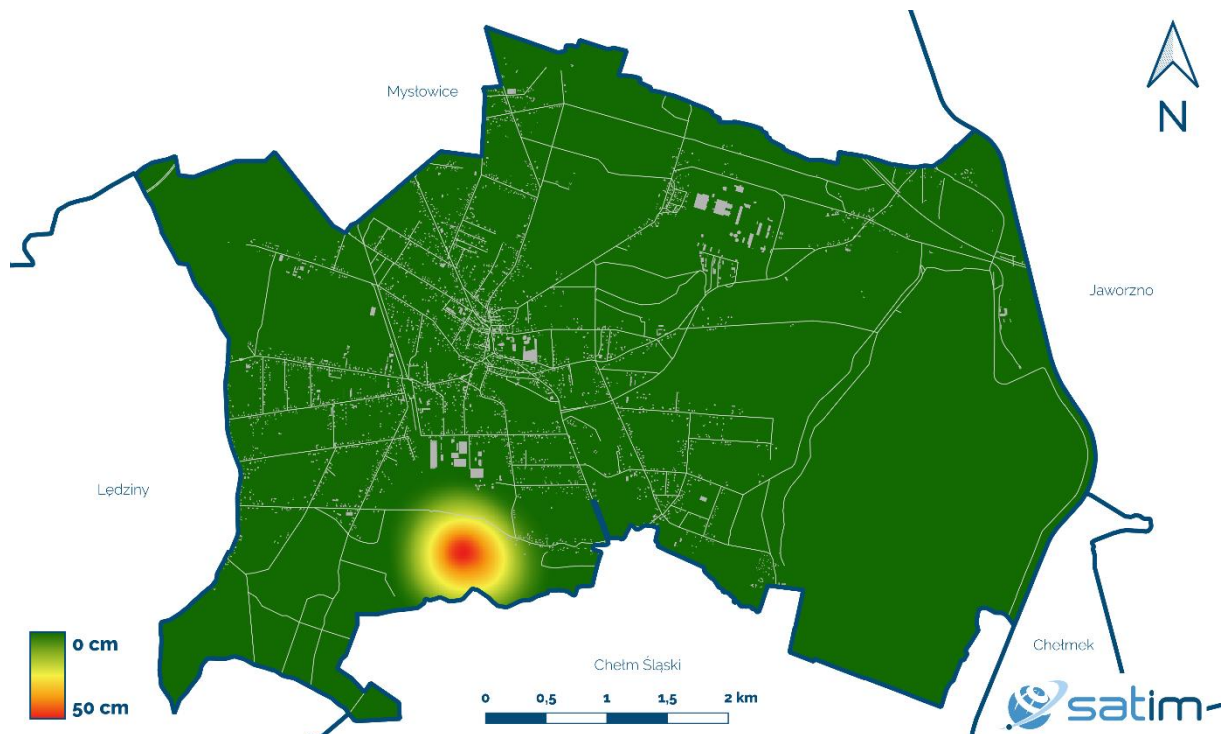 Mysłowice
N
Jaworzno
Lędziny
0 cm
50 cm
Chełm Śląski
Chełmek
0 0,5 1 1,5 2 km
satim